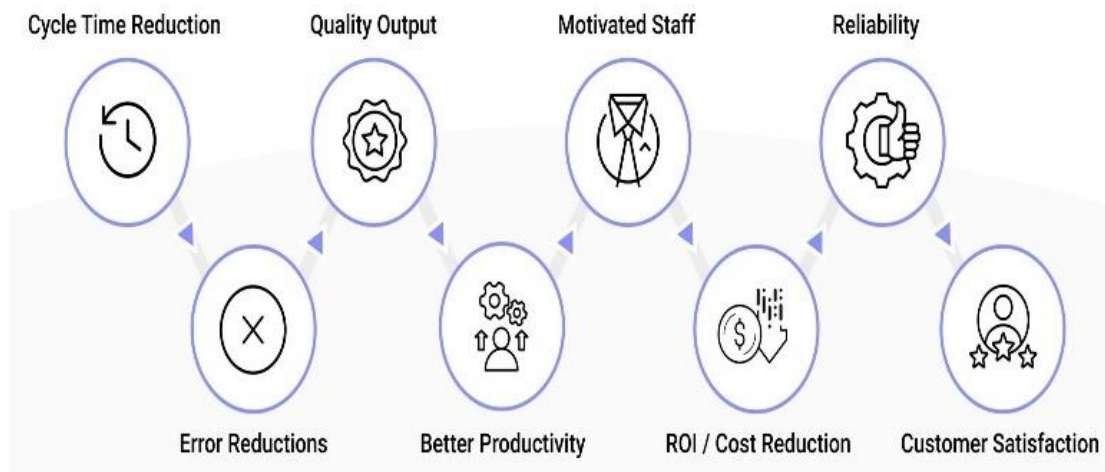 Cycle Time Reduction
Quality Output
Motivated Staff
Reliability
X
$
Error Reductions
Better Productivity
ROI / Cost Reduction
Customer Satisfaction